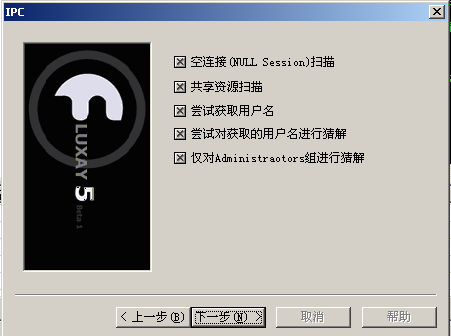 IPC
空连接(NULL Session)扫描
共享资源扫描
尝试获取用户名
尝试对获取的用户名进行猜解
仅对Administraotors组进行猜解
LUXAY 5 Beta 1
< 上一步(B) 下一步(N) > 取消 帮助